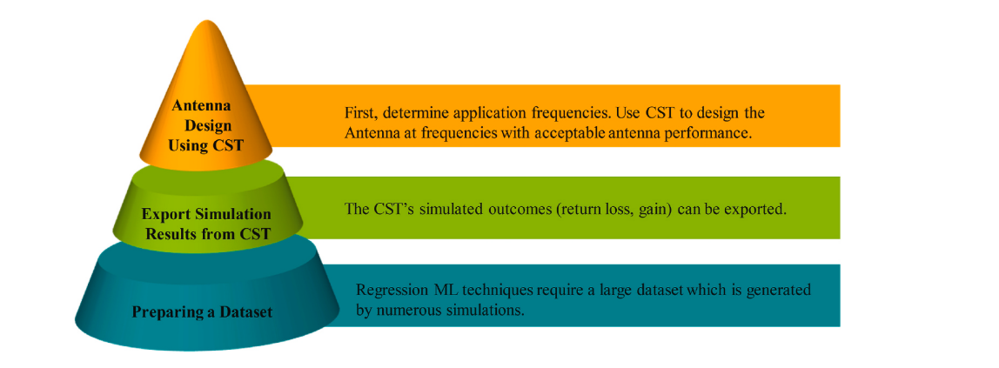 Antenna
Design
Using CST
First, determine application frequencies. Use CST to design the
Antenna at frequencies with acceptable antenna performance.
Export Simulation
Results from CST
The CST’s simulated outcomes (return loss, gain) can be exported.
Preparing a Dataset
Regression ML techniques require a large dataset which is generated
by numerous simulations.